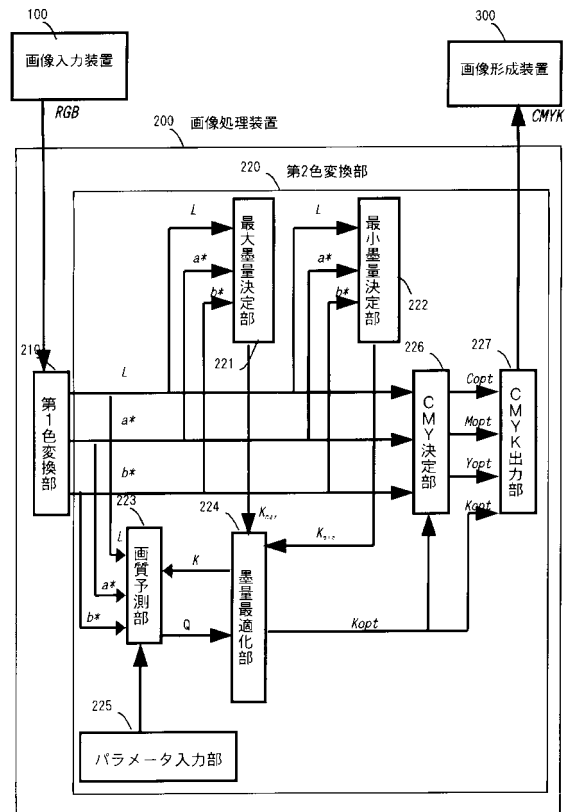 100
画像入力装置
RGB
300
画像形成装置
CMYK
200 画像処理装置
220 第2色変換部
L
a*
b*
最大墨量決定部
221
L
a*
b*
最小墨量決定部
222
210
第1色変換部
L
a*
b*
226
CMY決定部
Copt
Mopt
Yopt
Kopt
227
CMYK出力部
L
a*
b*
223
画質予測部
K
Q
224
墨量最適化部
Kmax
Kmin
Kopt
225
パラメータ入力部